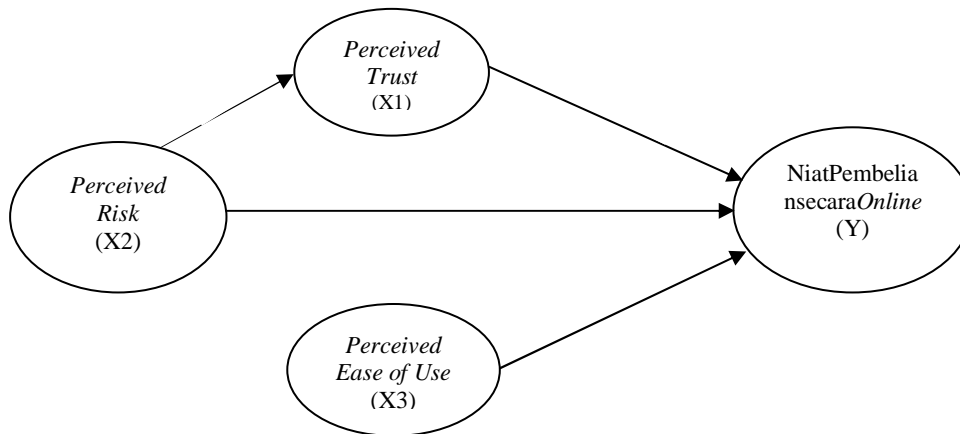 Perceived
Trust
(X1)
Perceived
Risk
(X2)
NiatPembelia
nsecaraOnline
(Y)
Perceived
Ease of Use
(X3)